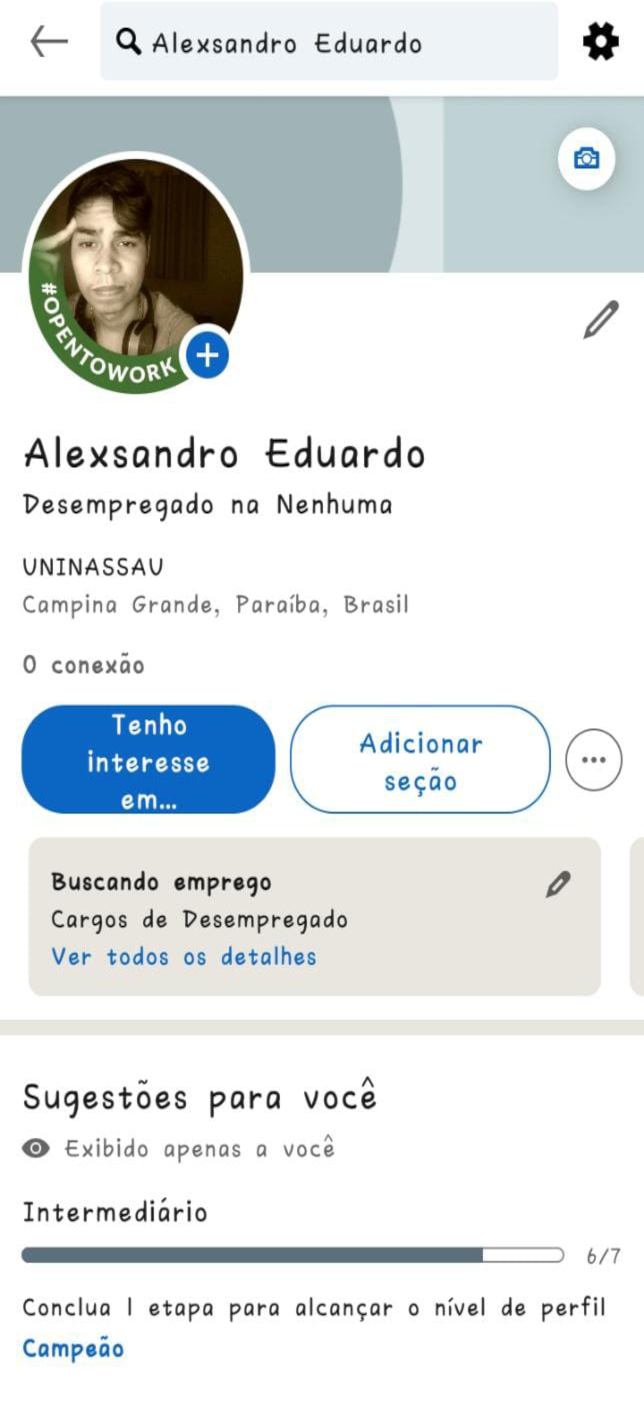 Alexsandro Eduardo
#OPENTOWORK
Alexsandro Eduardo
Desempregado na Nenhuma
UNINASSAU
Campina Grande, Paraíba, Brasil
0 conexão
Tenho
interesse
em...
Adicionar
seção
Buscando emprego
Cargos de Desempregado
Ver todos os detalhes
Sugestões para você
Exibido apenas a você
Intermediário
6/7
Conclua 1 etapa para alcançar o nível de perfil
Campeão